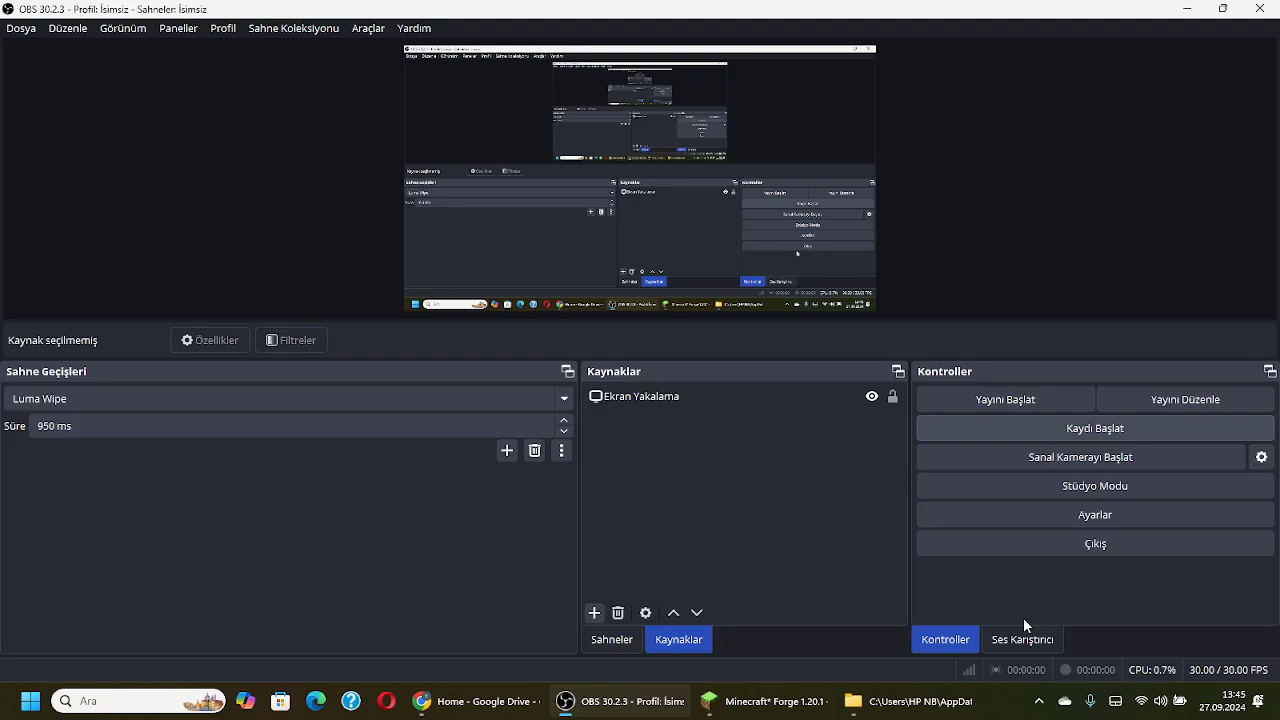 OBS 30.2.3 - Profil: İsimsiz - Sahneler: İsimsiz
Dosya Düzenle Görünüm Paneller Profil Sahne Koleksiyonu Araçlar Yardım
Kaynak seçilmemiş Özellikler Filtreler
Sahne Geçişleri Kaynaklar Kontroller
Luma Wipe Ekran Yakalama Yayını Başlat Yayını Düzenle
Süre 950 ms Kaydı Başlat
Sanal Kamerayı Başlat
Stüdyo Modu
Ayarlar
Çıkış
Sahneler Kaynaklar Kontroller Ses Karıştırıcı
00:00:00 00:00:00 CPU: 0.7% 30.00 / 30.00 FPS
Ara Home - Google Drive - OBS 30.2.3 - Profil: İsims Minecraft* Forge 1.20.1 C:\Users\HP NB\AppDat 13:45
27.09.2024